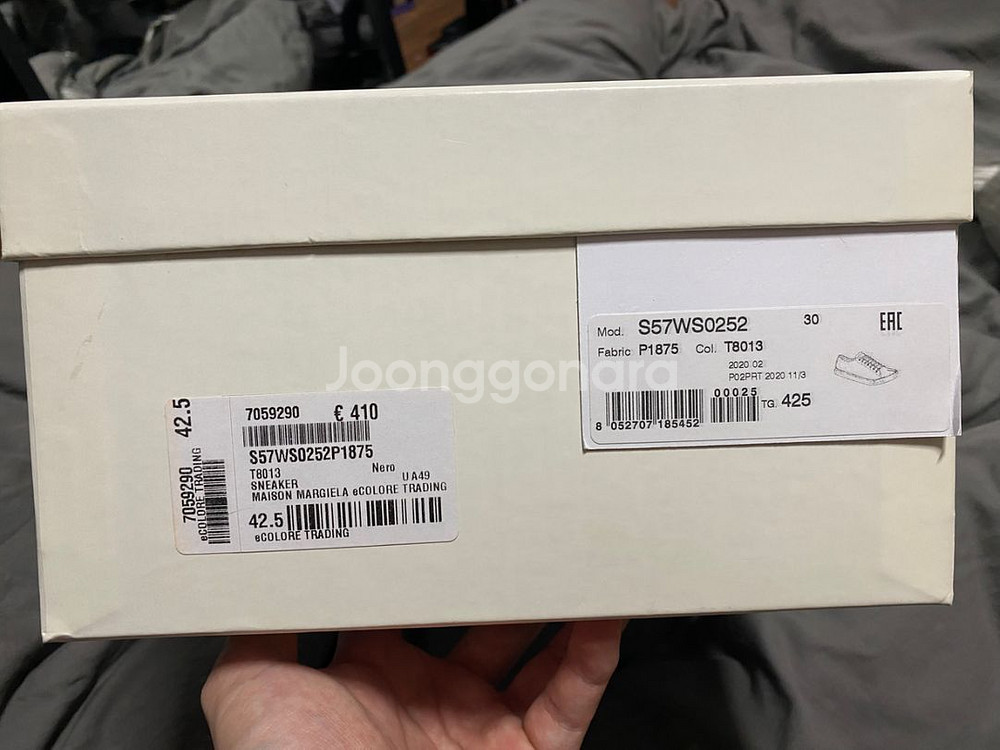 Mod. S57WS0252 30 EAC
Fabric P1875 Col. T8013
2020 02
P02PRT 2020 11/3
00025
TG. 425
8 052707 185452
Joonggonara
42.5
7059290
eCOLORE TRADING
7059290 € 410
S57WS0252P1875
T8013 Nero
SNEAKER U A49
MAISON MARGIELA eCOLORE TRADING
42.5
eCOLORE TRADING